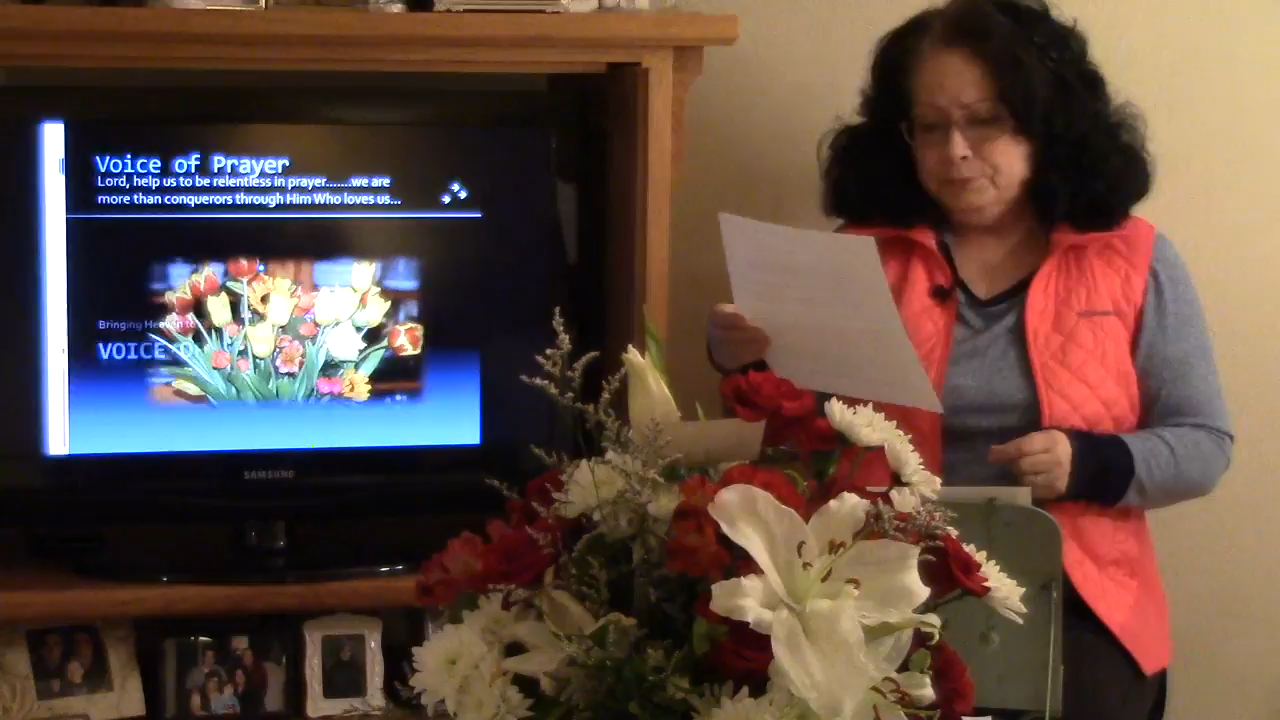 Voice of Prayer
Lord, help us to be relentless in prayer.......we are
more than conquerors through Him Who loves us...
Bringing Heaven to
VOICE O
SAMSUNG